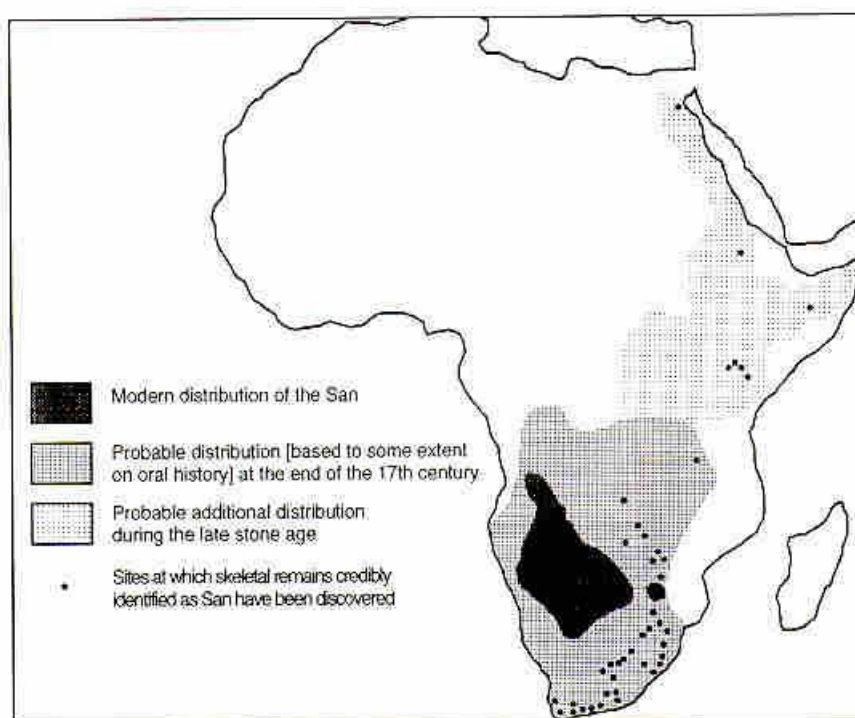 Modern distribution of the San
Probable distribution [based to some extent
on oral history] at the end of the 17th century
Probable additional distribution
during the late stone age
Sites at which skeletal remains credibly
identified as San have been discovered